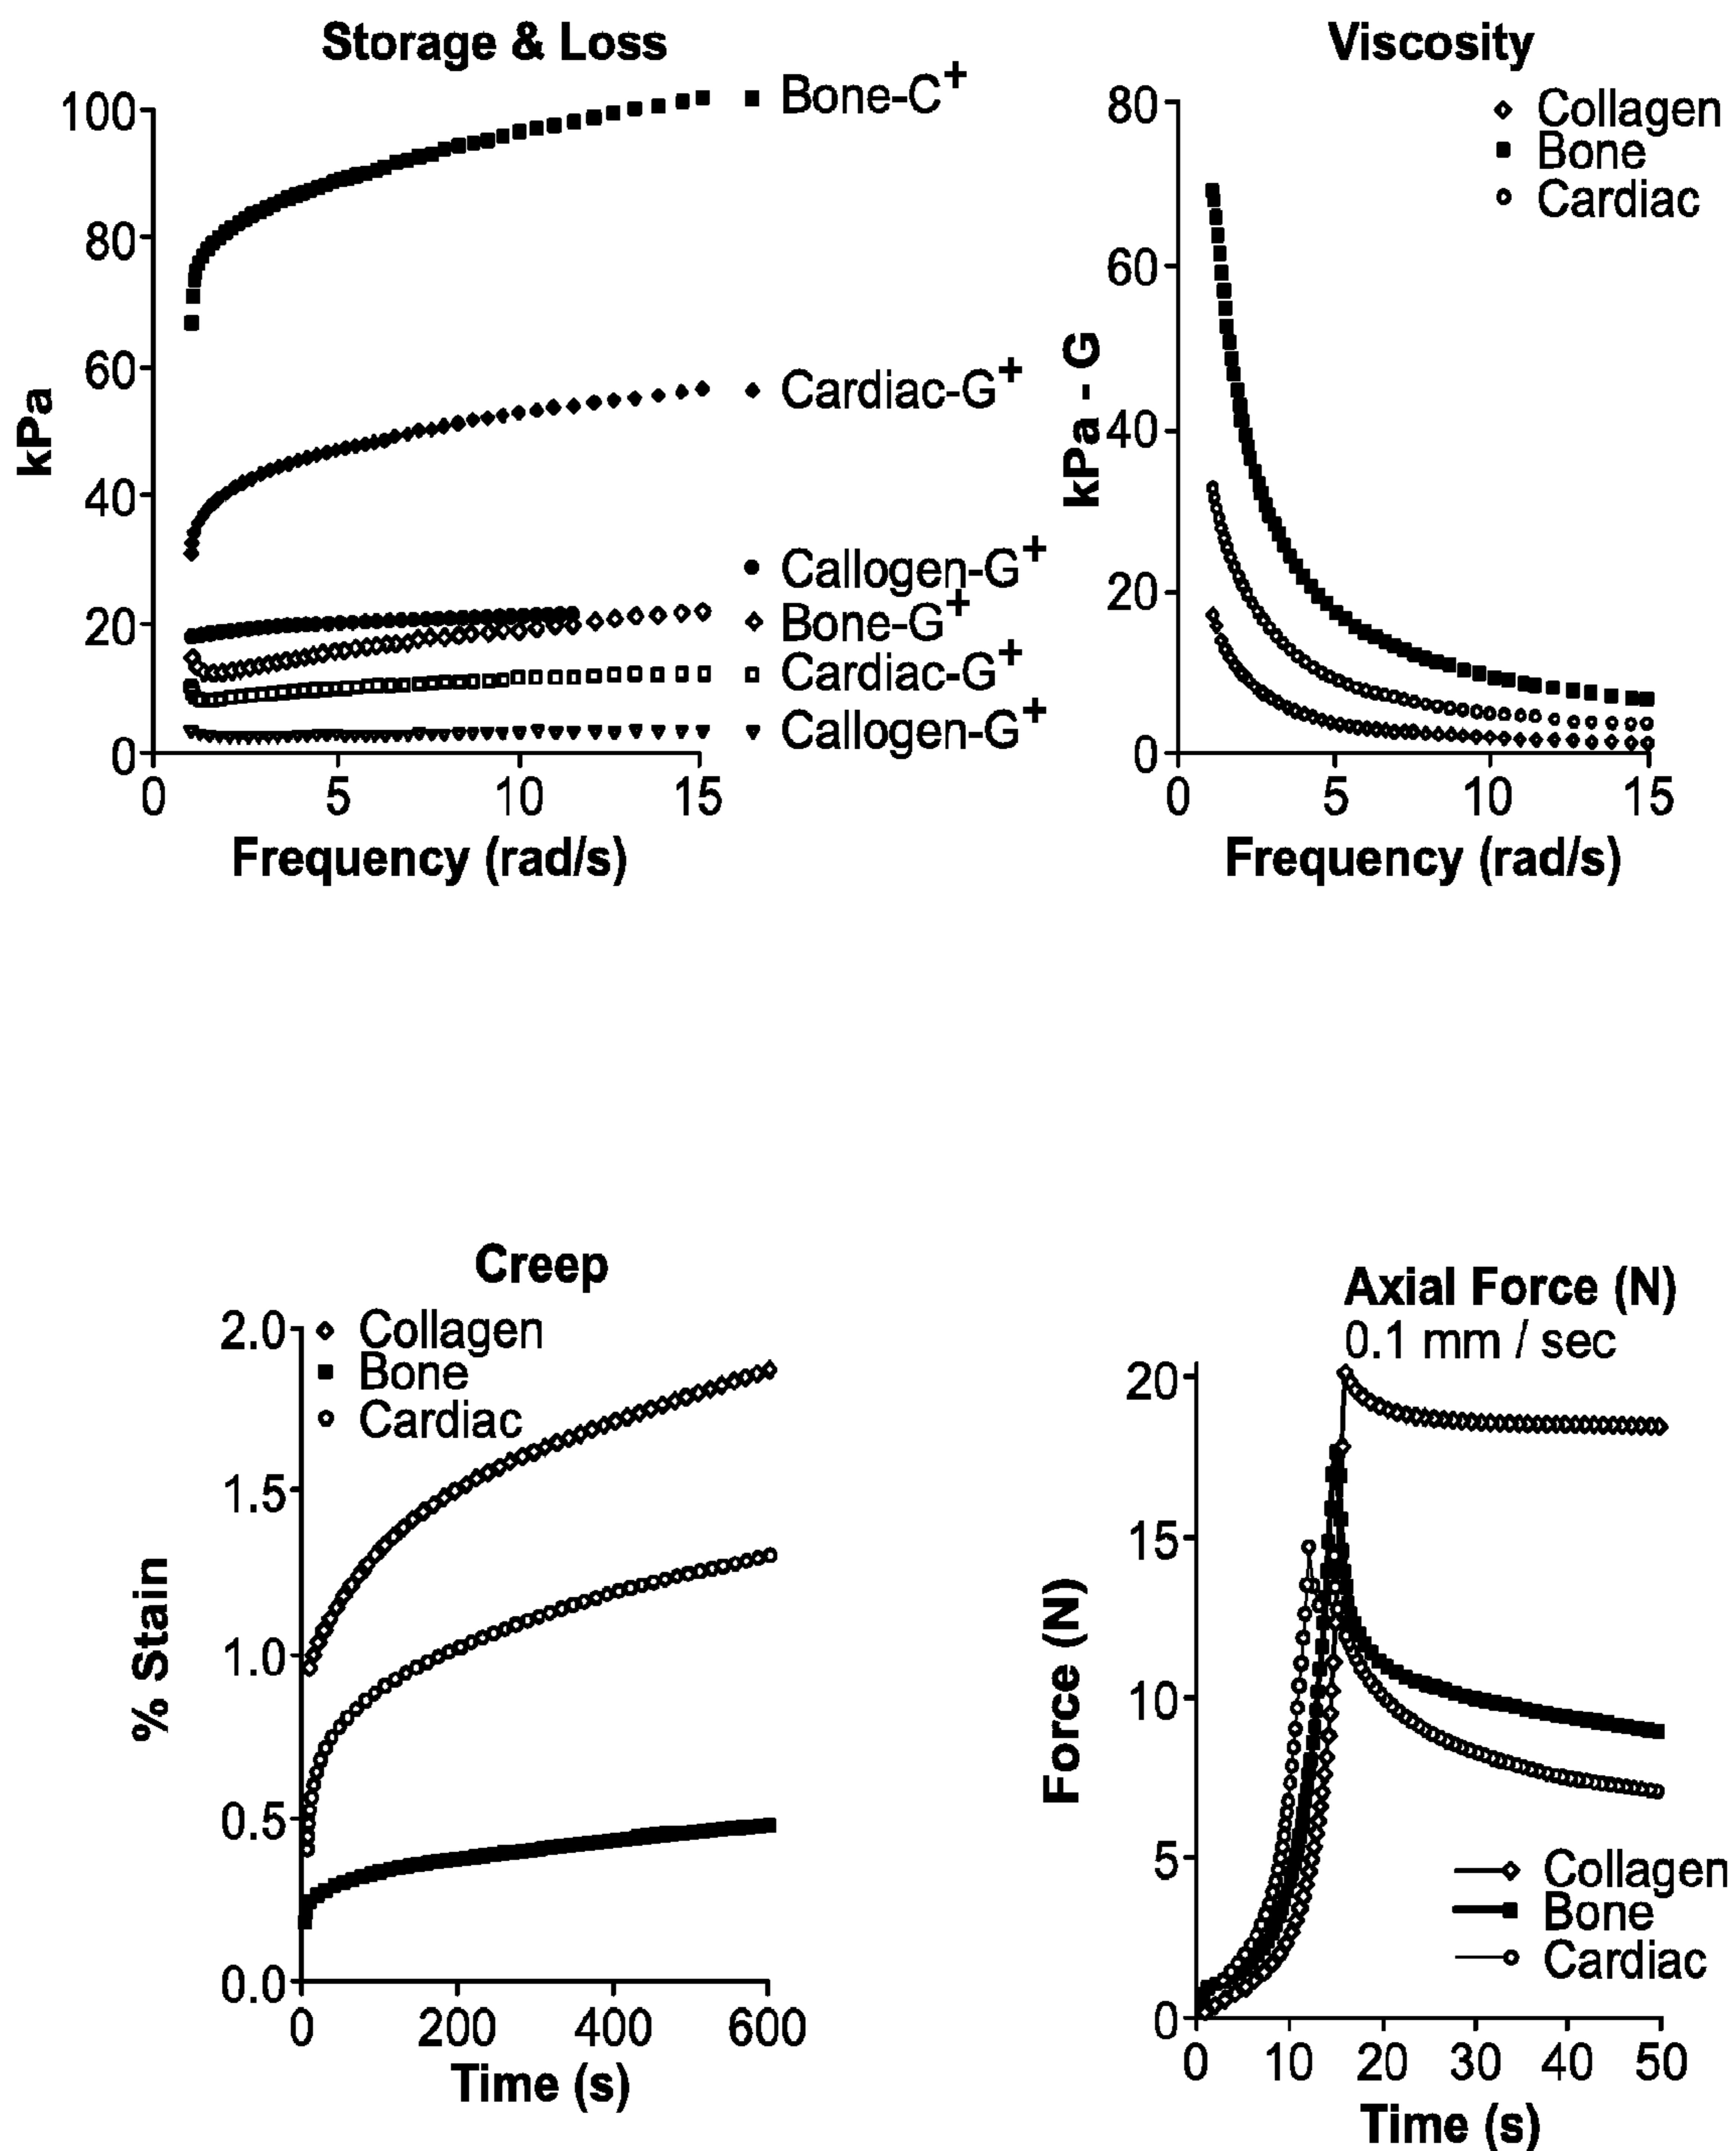 Storage & Loss
100
80
60
40
20
0
kPa
0 5 10 15
Frequency (rad/s)
Bone-C+
Cardiac-G+
Callogen-G+
Bone-G+
Cardiac-G+
Callogen-G+
Viscosity
80
60
40
20
0
kPa - G
0 5 10 15
Frequency (rad/s)
Collagen
Bone
Cardiac
Creep
2.0
1.5
1.0
0.5
0.0
% Stain
0 200 400 600
Time (s)
Collagen
Bone
Cardiac
Axial Force (N)
0.1 mm / sec
20
15
10
5
0
Force (N)
0 10 20 30 40 50
Time (s)
Collagen
Bone
Cardiac